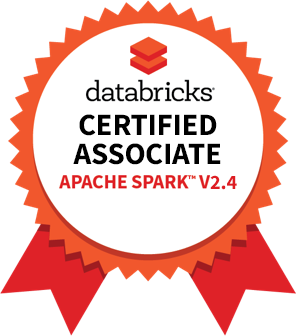 databricks®
CERTIFIED
ASSOCIATE
APACHE SPARK™ V2.4